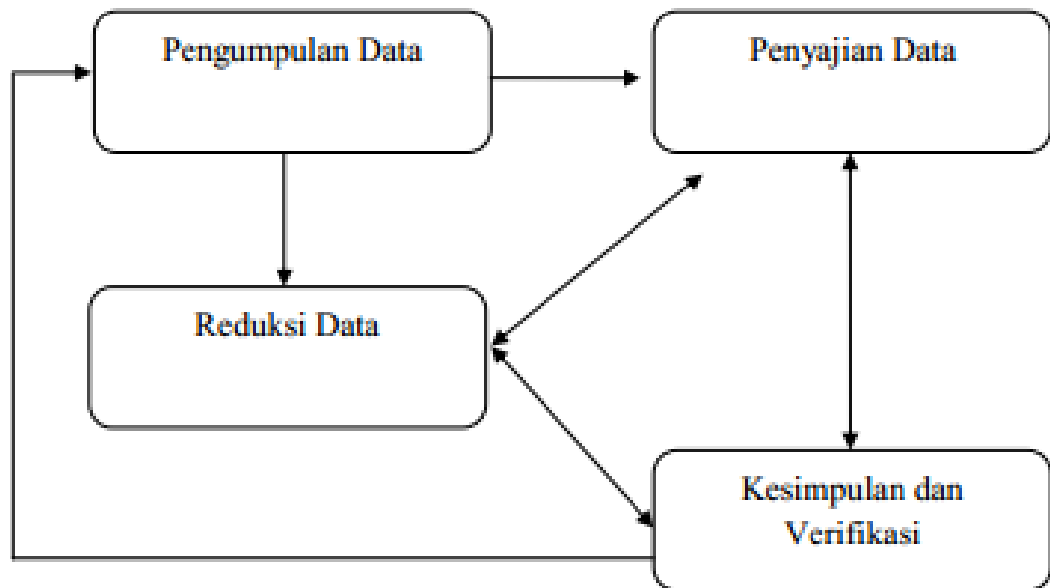 Pengumpulan Data
Penyajian Data
Reduksi Data
Kesimpulan dan
Verifikasi